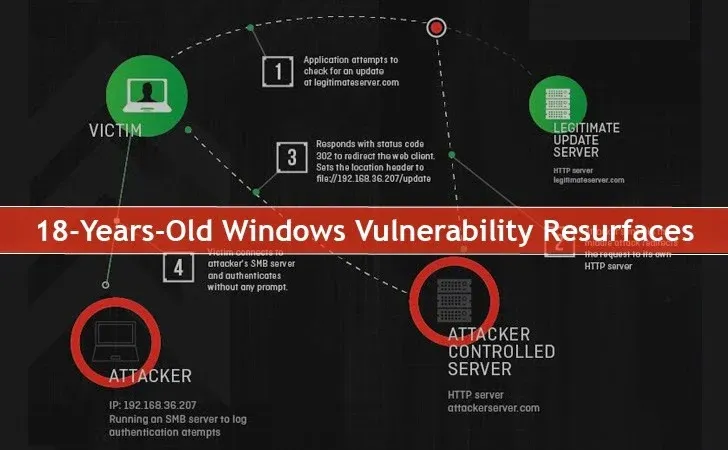 1
Application attempts to
check for an update
at legitimateserver.com
VICTIM
LEGITIMATE
UPDATE
SERVER
HTTP server
legitimateserver.com
3
Responds with status code
302 to redirect the web client.
Sets the location header to
file://192.168.36.207/update
18-Years-Old Windows Vulnerability Resurfaces
2
middle attack redirects
the request to its own
HTTP server
4
Victim connects to
attacker's SMB server
and authenticates
without any prompt.
ATTACKER
IP: 192.168.36.207
Running an SMB server to log
authentication atempts
ATTACKER
CONTROLLED
SERVER
HTTP server
attackerserver.com